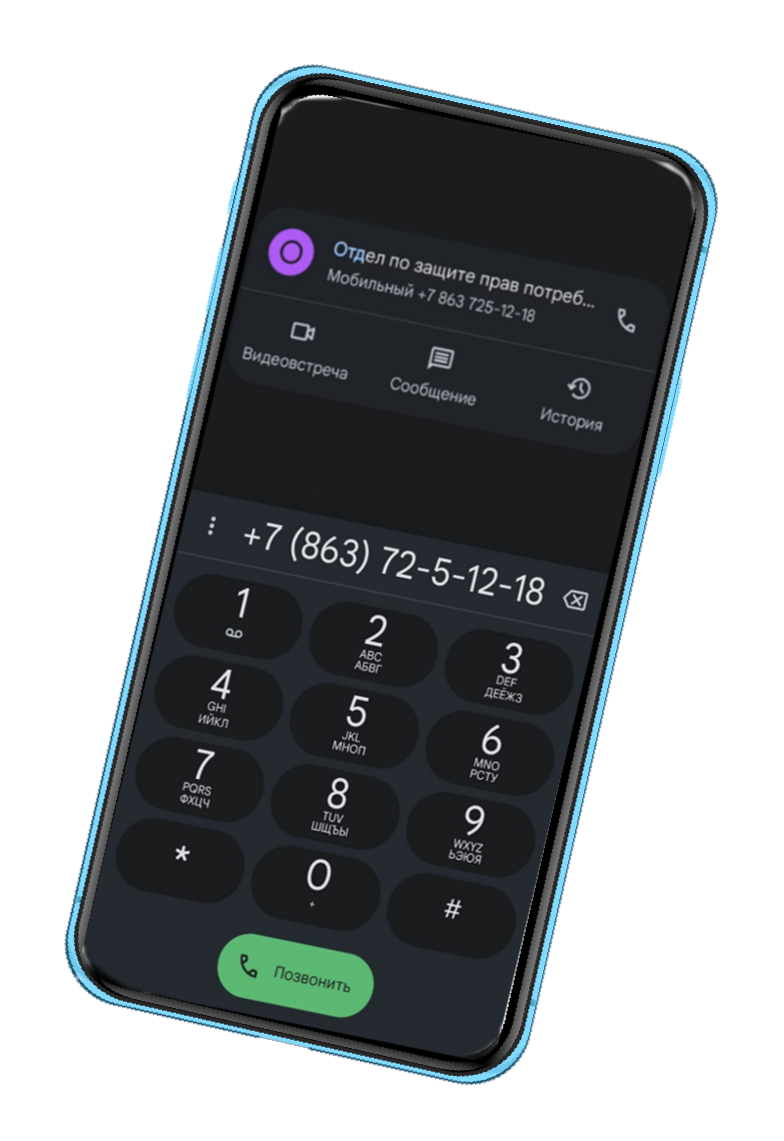 O
Отдел по защите прав потреб...
Мобильный +7 863 725-12-18
Видеовстреча
Сообщение
История
+7 (863) 72-5-12-18
1
2
ABC
АБВГ
3
DEF
ДЕЁЖЗ
4
GHI
ИЙКЛ
5
JKL
МНОП
6
MNO
РСТУ
7
PQRS
ФХЦЧ
8
TUV
ШЩЪЫ
9
WXYZ
ЬЭЮЯ
*
0
+
#
Позвонить